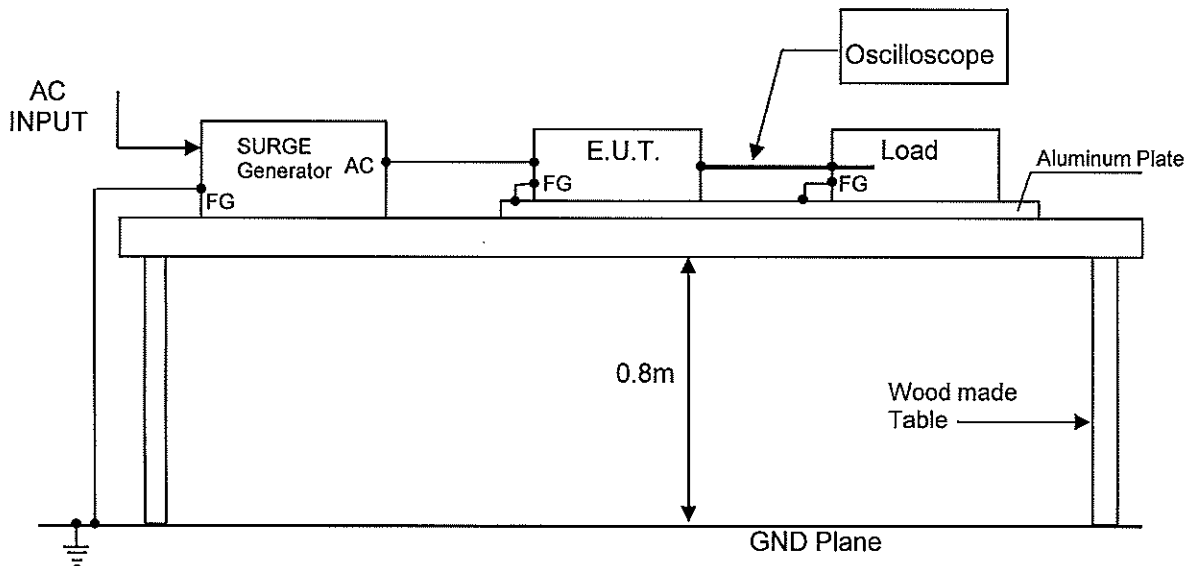 Oscilloscope
AC
INPUT
SURGE
Generator
AC
FG
E.U.T.
FG
Load
FG
Aluminum Plate
0.8m
Wood made
Table
GND Plane